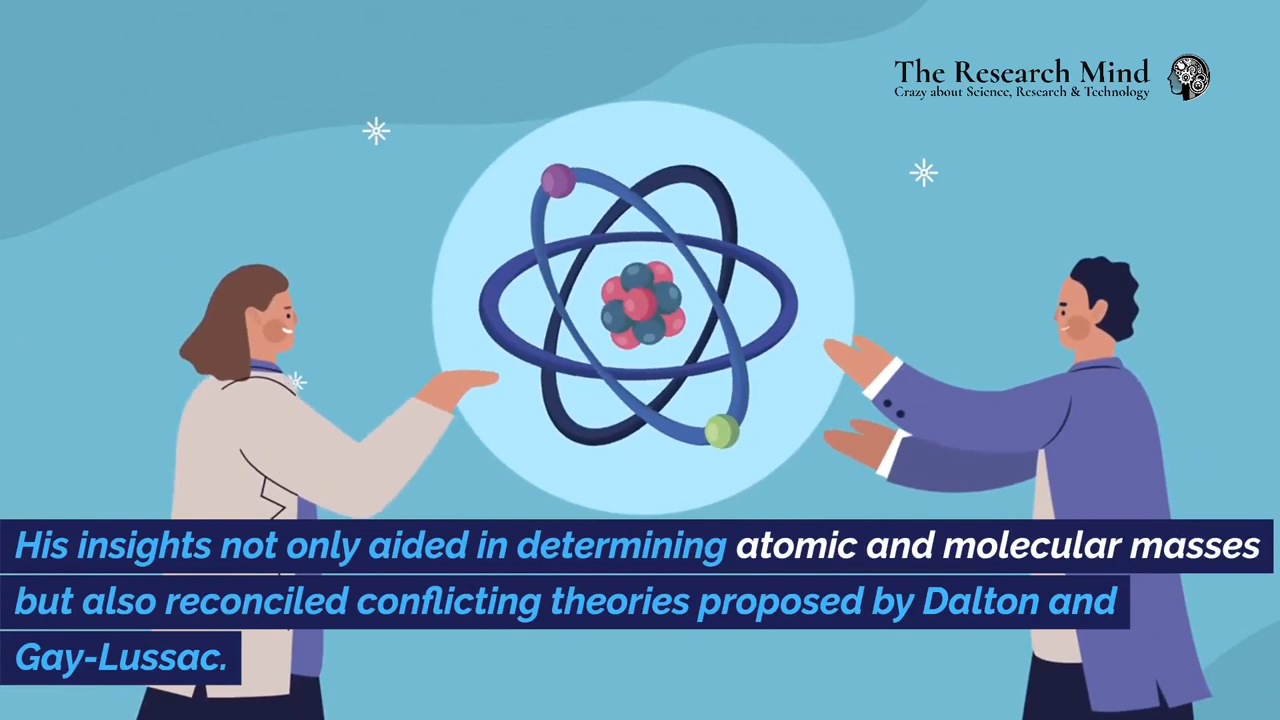 The Research Mind
Crazy about Science, Research & Technology
His insights not only aided in determining atomic and molecular masses
but also reconciled conflicting theories proposed by Dalton and
Gay-Lussac.